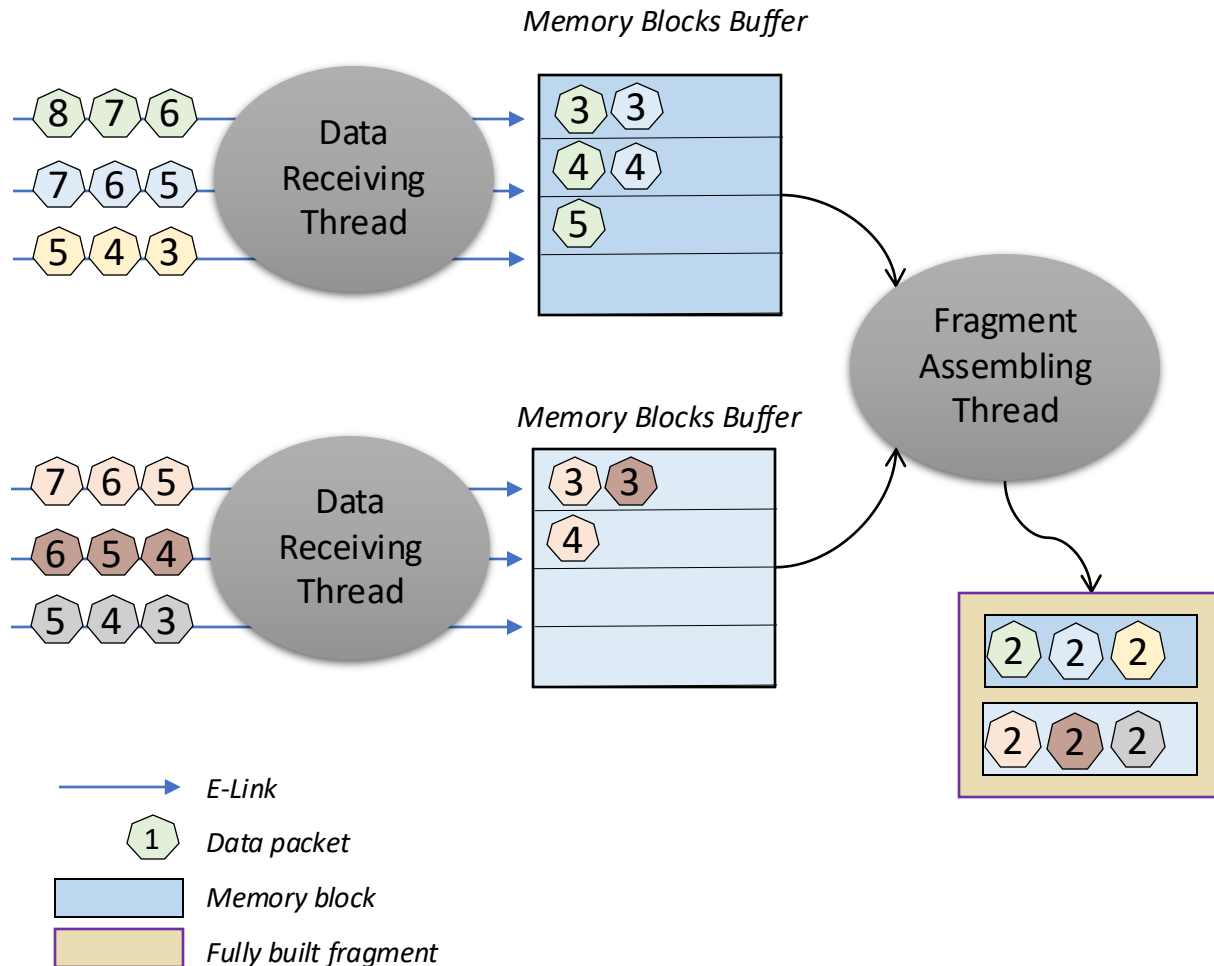 Memory Blocks Buffer
8 7 6
7 6 5
5 4 3
Data
Receiving
Thread
3 3
4 4
5
Fragment
Assembling
Thread
Memory Blocks Buffer
7 6 5
6 5 4
5 4 3
Data
Receiving
Thread
3 3
4
2 2 2
2 2 2
E-Link
1 Data packet
Memory block
Fully built fragment